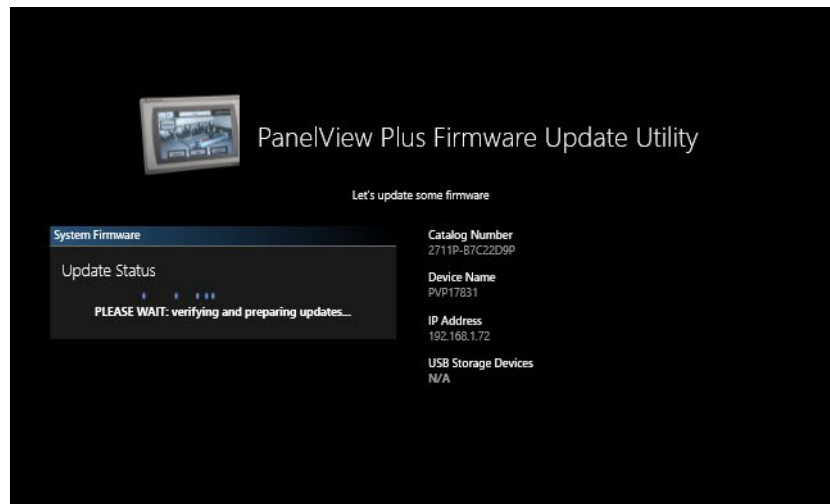 PanelView Plus Firmware Update Utility
Let's update some firmware
System Firmware
Update Status
PLEASE WAIT: verifying and preparing updates...
Catalog Number
2711P-B7C22D9P
Device Name
PVP17831
IP Address
192.168.1.72
USB Storage Devices
N/A